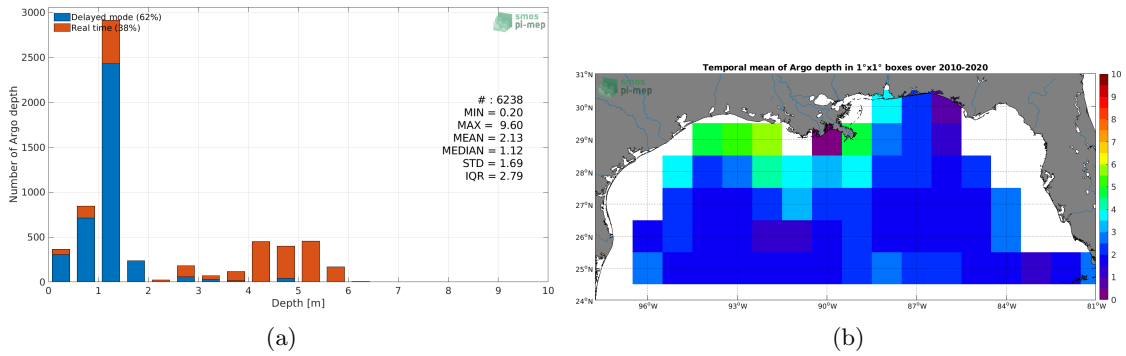 Delayed mode (62%)
Real time (38%)
smos
pi-mep
Number of Argo depth
3000
2500
2000
1500
1000
500
0
# : 6238
MIN = 0.20
MAX = 9.60
MEAN = 2.13
MEDIAN = 1.12
STD = 1.69
IQR = 2.79
0 1 2 3 4 5 6 7 8 9 10
Depth [m]
(a)
Temporal mean of Argo depth in 1°x1° boxes over 2010-2020
smos
pi-mep
31°N
30°N
29°N
28°N
27°N
26°N
25°N
24°N
96°W 93°W 90°W 87°W 84°W 81°W
10
9
8
7
6
5
4
3
2
1
0
(b)